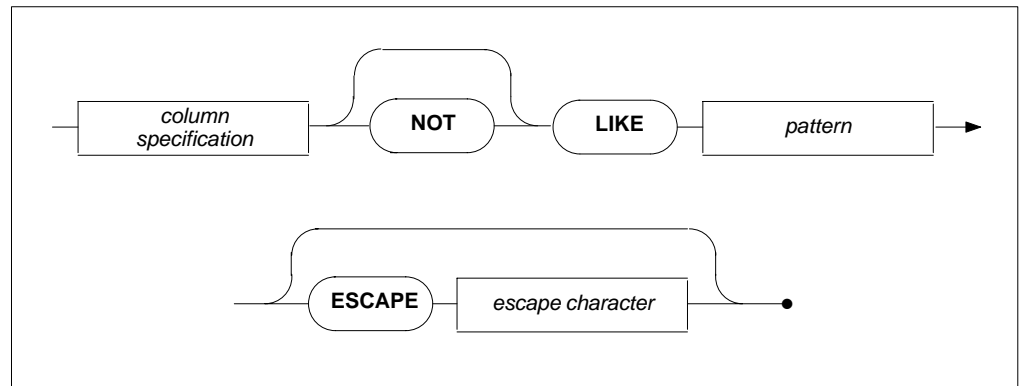 column
specification
NOT
LIKE
pattern
ESCAPE
escape character